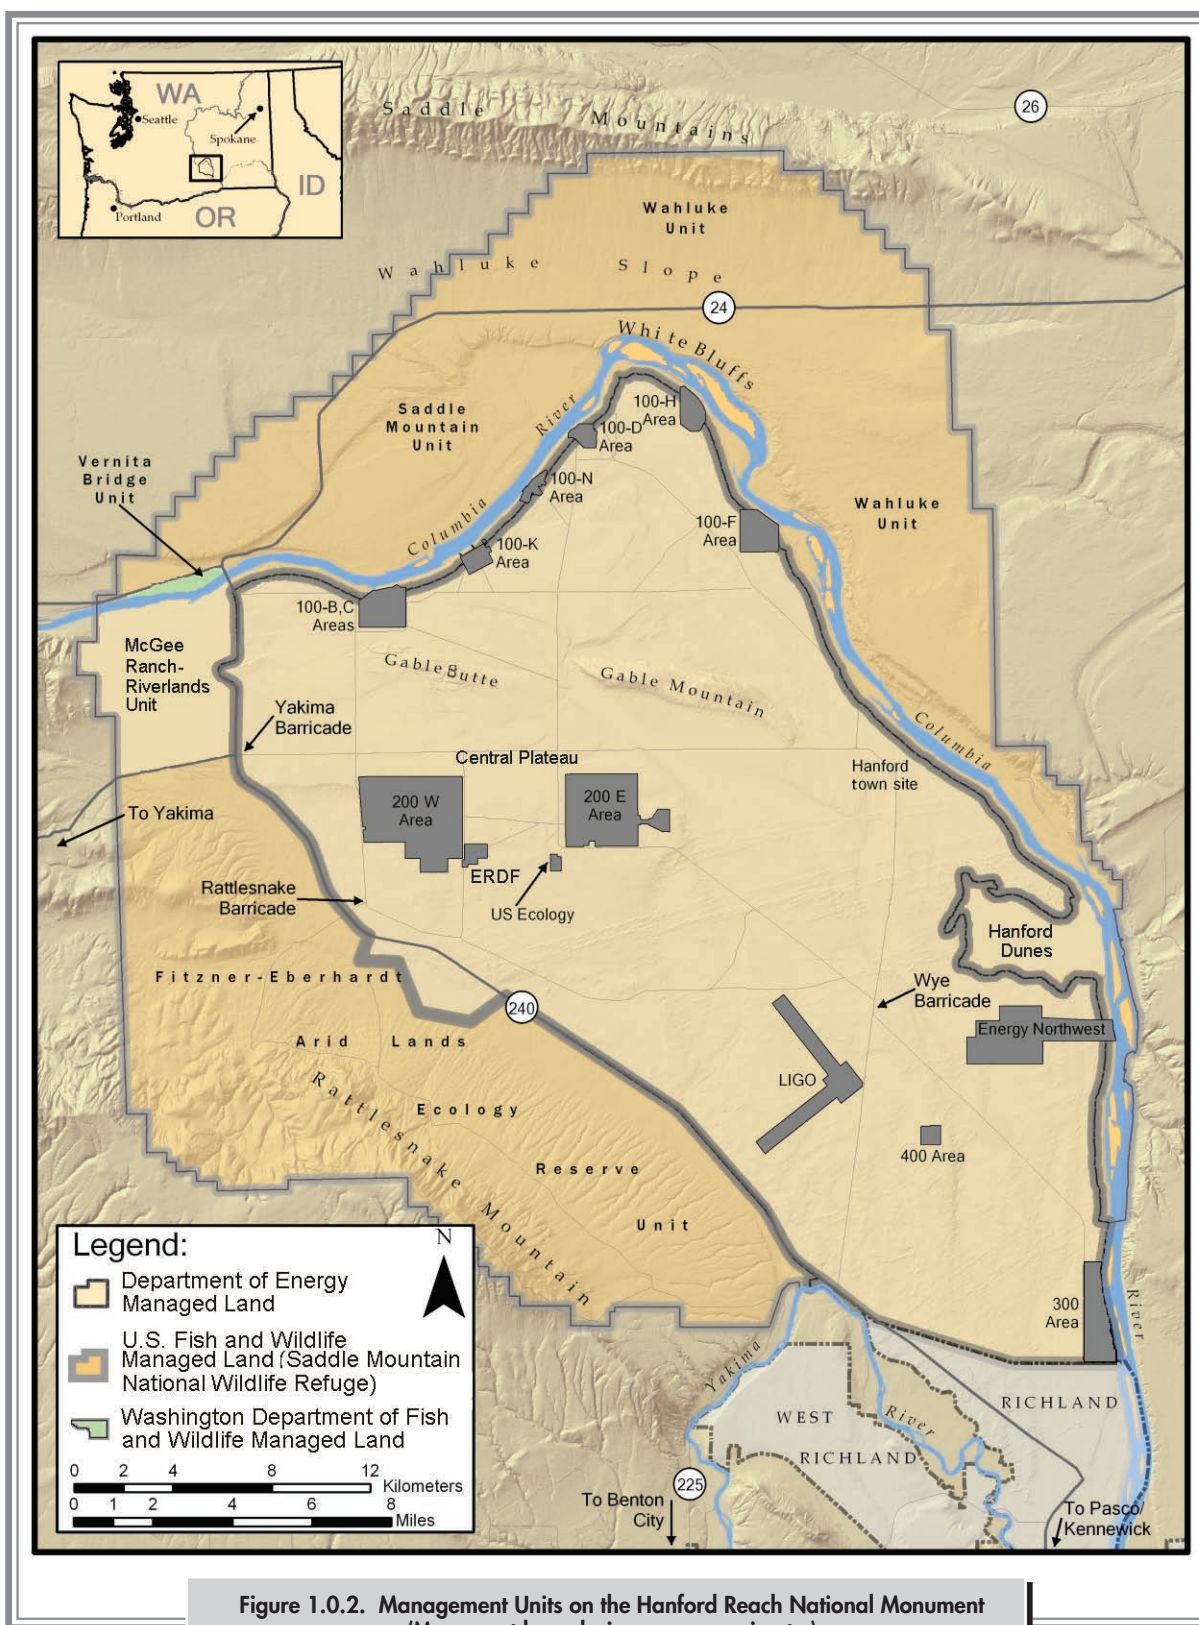 WA
Seattle
Spokane
ID
Portland
OR
Saddle Mountains
26
Wahluke
Unit
Wahluke Slope
24
White Bluffs
Saddle
Mountain
Unit
River
100-H
Area
100-D
Area
Vernita
Bridge
Unit
100-N
Area
Columbia
Wahluke
Unit
100-F
Area
100-K
Area
100-B,C
Areas
McGee
Ranch-
Riverlands
Unit
Gable Butte
Gable Mountain
Yakima
Barricade
Columbia
Central Plateau
Hanford
town site
200 W
Area
200 E
Area
To Yakima
ERDF
Rattlesnake
Barricade
US Ecology
Hanford
Dunes
Fitzner-Eberhardt
Arid Lands
Ecology
Reserve
Unit
240
Wye
Barricade
Energy Northwest
LIGO
Rattlesnake Mountain
400 Area
300
Area
River
Yakima
River
WEST
RICHLAND
RICHLAND
225
To Benton
City
To Pasco/
Kennewick
N
Legend:
Department of Energy
Managed Land
U.S. Fish and Wildlife
Managed Land (Saddle Mountain
National Wildlife Refuge)
Washington Department of Fish
and Wildlife Managed Land
0 2 4 8 12
Kilometers
0 1 2 4 6 8
Miles
Figure 1.0.2. Management Units on the Hanford Reach National Monument